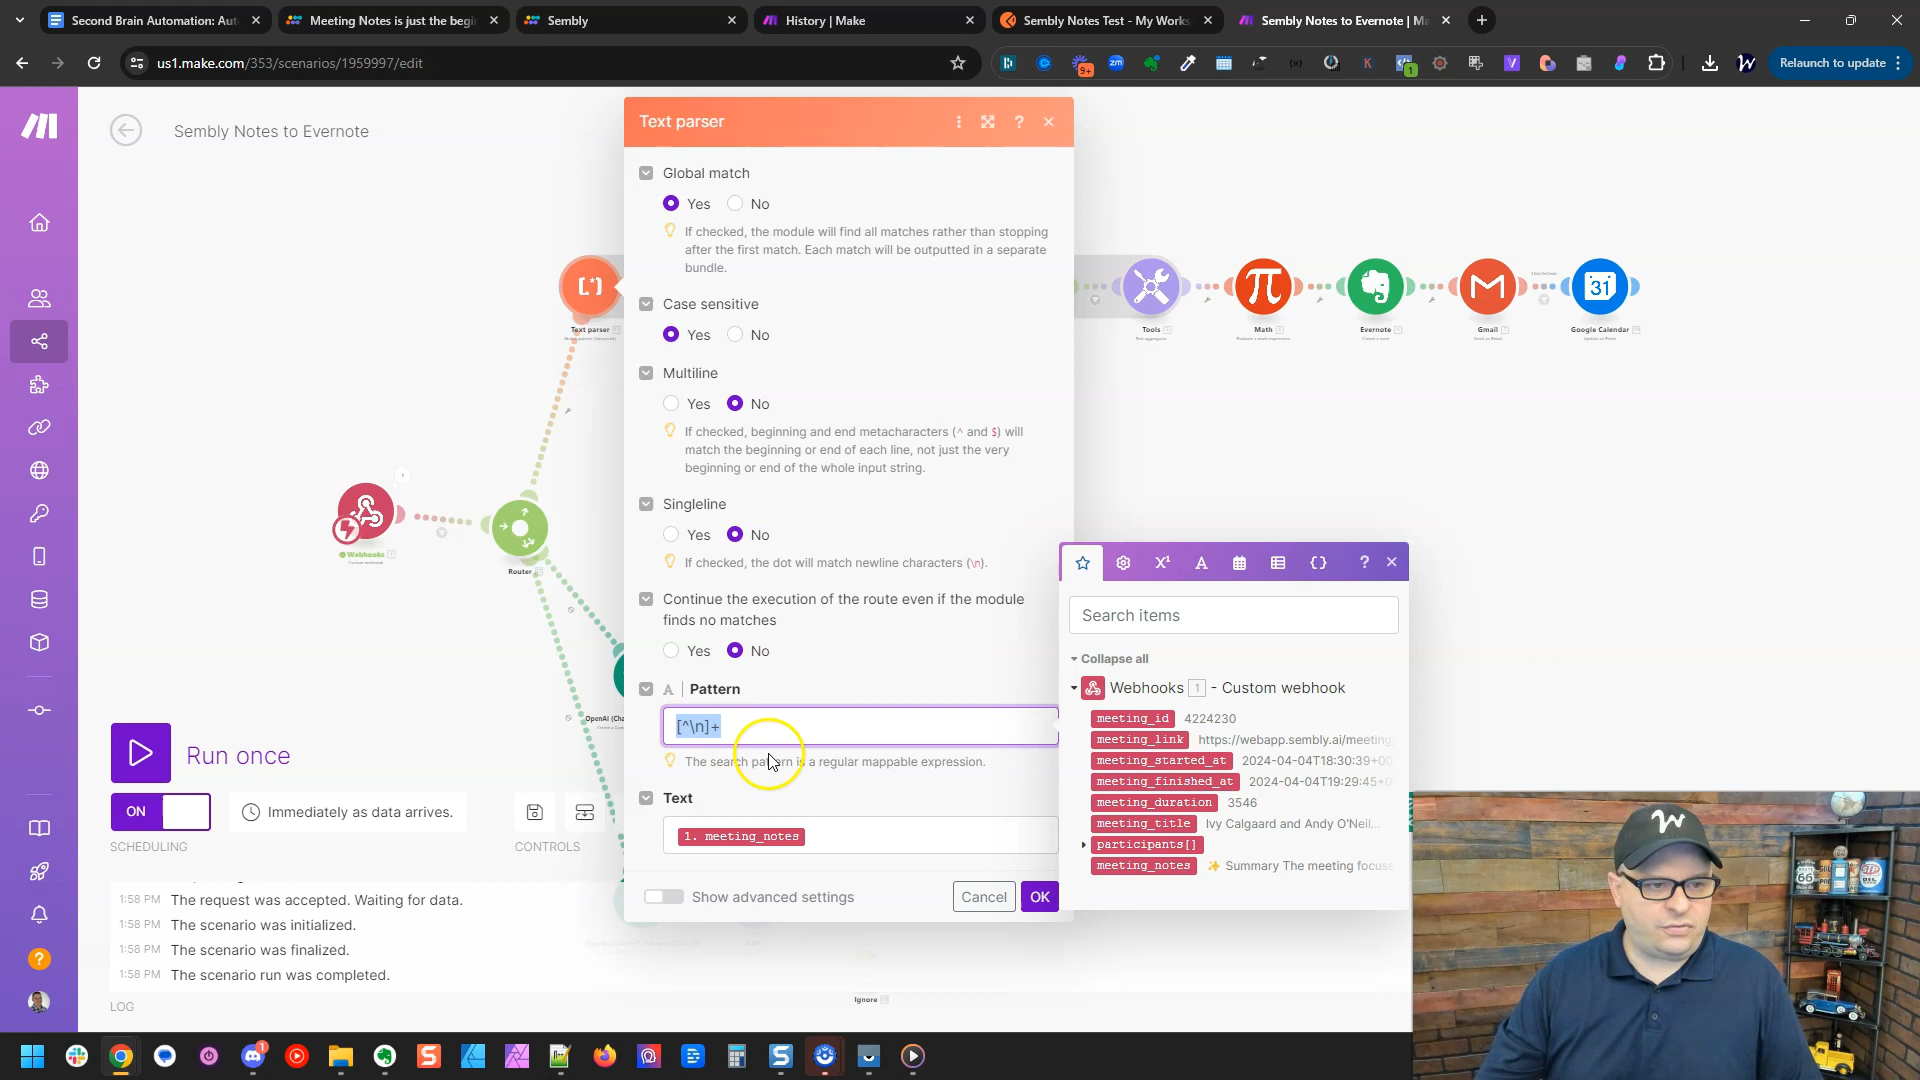 Second Brain Automation: Aut
Meeting Notes is just the begi
Sembly
History | Make
Sembly Notes Test - My Works
Sembly Notes to Evernote | M
us1.make.com/353/scenarios/1959997/edit
Relaunch to update
Sembly Notes to Evernote
Text parser
Global match
Yes No
If checked, the module will find all matches rather than stopping
after the first match. Each match will be outputted in a separate
bundle.
Case sensitive
Yes No
Multiline
Yes No
If checked, beginning and end metacharacters (^ and $) will
match the beginning or end of each line, not just the very
beginning or end of the whole input string.
Singleline
Yes No
If checked, the dot will match newline characters (\n).
Continue the execution of the route even if the module
finds no matches
Yes No
A | Pattern
[^\n]+
The search pattern is a regular mappable expression.
Text
1. meeting_notes
Show advanced settings
Cancel OK
Text parser
Tools
Math
Evernote
Gmail
Google Calendar
31
Webhooks
Router
OpenAI (Cha
Ignore
Search items
Collapse all
Webhooks 1 - Custom webhook
meeting_id 4224230
meeting_link https://webapp.sembly.ai/meeting
meeting_started_at 2024-04-04T18:30:39+00
meeting_finished_at 2024-04-04T19:29:45+0
meeting_duration 3546
meeting_title Ivy Calgaard and Andy O'Neil...
participants[]
meeting_notes ✨ Summary The meeting focuse
Run once
ON
Immediately as data arrives.
SCHEDULING
CONTROLS
1:58 PM The request was accepted. Waiting for data.
1:58 PM The scenario was initialized.
1:58 PM The scenario was finalized.
1:58 PM The scenario run was completed.
LOG